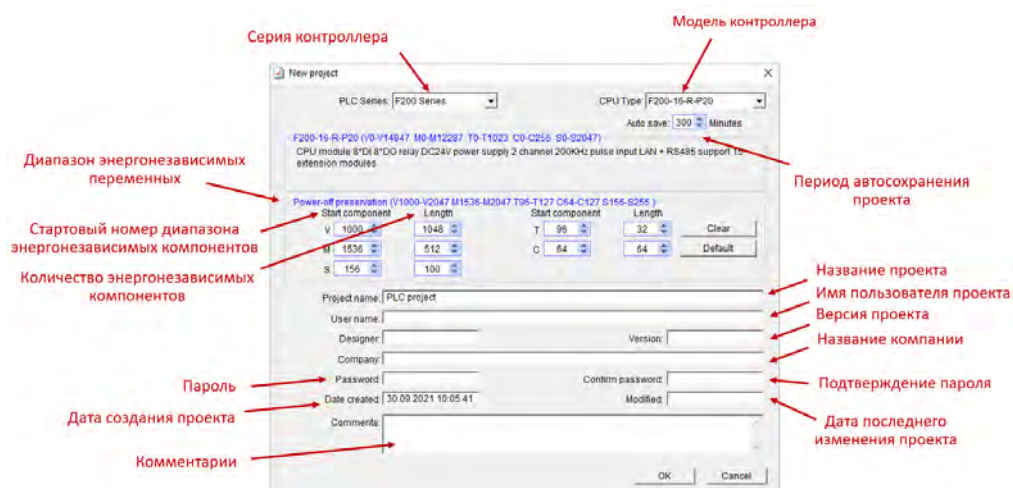 Модель контроллера
Серия контроллера
New project
PLC Series: F200 Series
CPU Type: F200-16-R-P20
Auto save: 300 Minutes
F200-16-R-P20 (V0-V14847 M0-M12287 T0-T1023 C0-C255 S0-S2047)
CPU module 8*DI 8*DO relay DC24V power supply 2 channel 200KHz pulse input LAN + RS485 support 15
extension modules
Диапазон энергонезависимых
переменных
Период автосохранения
проекта
Power-off preservation (V1000-V2047 M1536-M2047 T96-T127 C64-C127 S156-S255 )
Start component Length Start component Length
Стартовый номер диапазона
энергонезависимых компонентов
V 1000 1048 T 96 32 Clear
M 1536 512 C 64 64 Default
S 156 100
Количество энергонезависимых
компонентов
Название проекта
Project name: PLC project
Имя пользователя проекта
User name:
Версия проекта
Designer: Version:
Название компании
Company:
Пароль
Password: Confirm password:
Подтверждение пароля
Дата создания проекта
Date created: 30.09.2021 10:05:41 Modified:
Дата последнего
изменения проекта
Comments:
Комментарии
OK Cancel